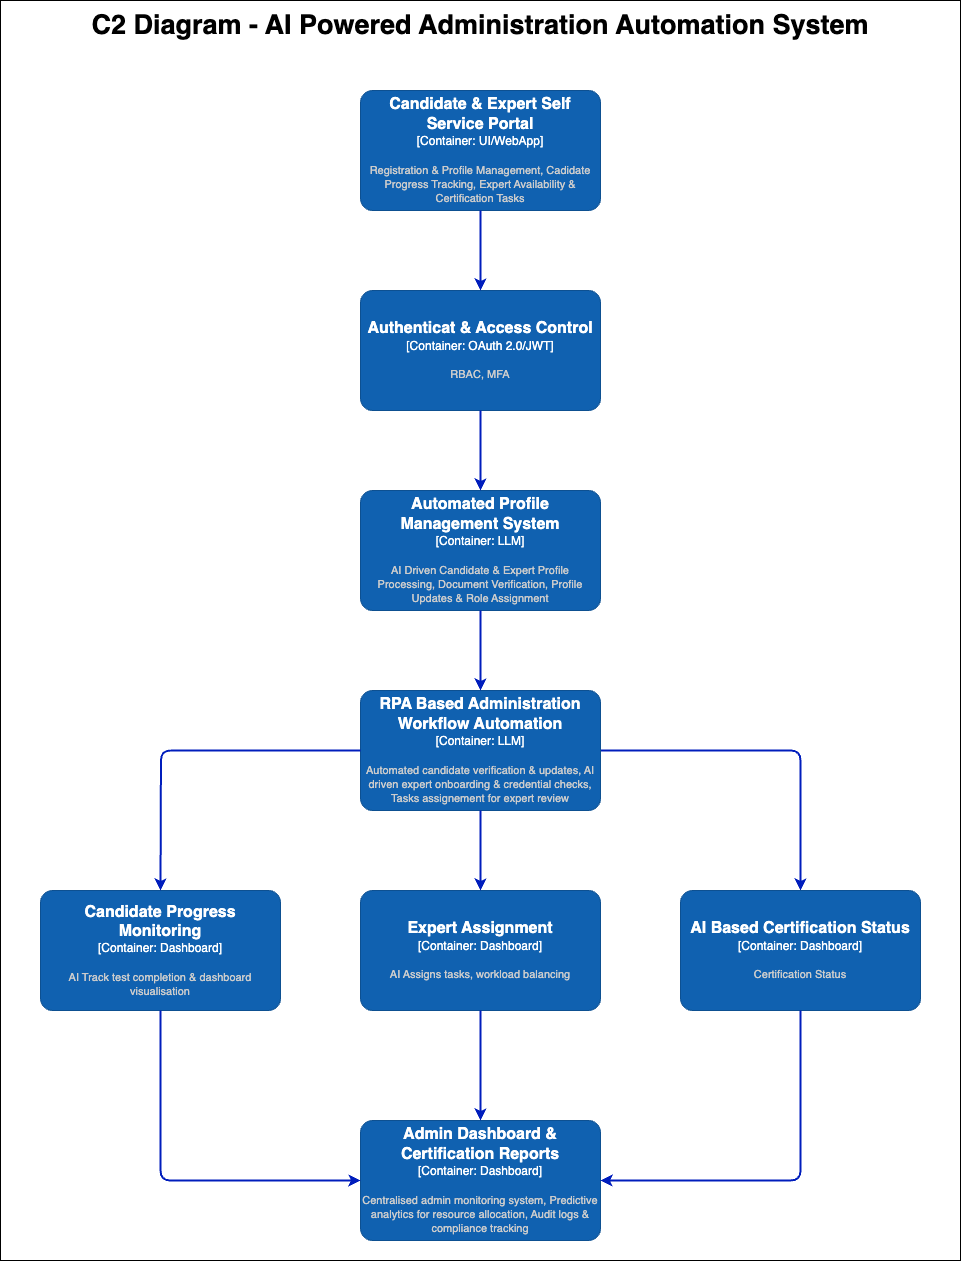 C2 Diagram - AI Powered Administration Automation System
Candidate & Expert Self
Service Portal
[Container: UI/WebApp]
Registration & Profile Management, Cadidate
Progress Tracking, Expert Availability &
Certification Tasks
Authenticat & Access Control
[Container: OAuth 2.0/JWT]
RBAC, MFA
Automated Profile
Management System
[Container: LLM]
AI Driven Candidate & Expert Profile
Processing, Document Verification, Profile
Updates & Role Assignment
RPA Based Administration
Workflow Automation
[Container: LLM]
Automated candidate verification & updates, AI
driven expert onboarding & credential checks,
Tasks assignement for expert review
Candidate Progress
Monitoring
[Container: Dashboard]
AI Track test completion & dashboard
visualisation
Expert Assignment
[Container: Dashboard]
AI Assigns tasks, workload balancing
AI Based Certification Status
[Container: Dashboard]
Certification Status
Admin Dashboard &
Certification Reports
[Container: Dashboard]
Centralised admin monitoring system, Predictive
analytics for resource allocation, Audit logs &
compliance tracking